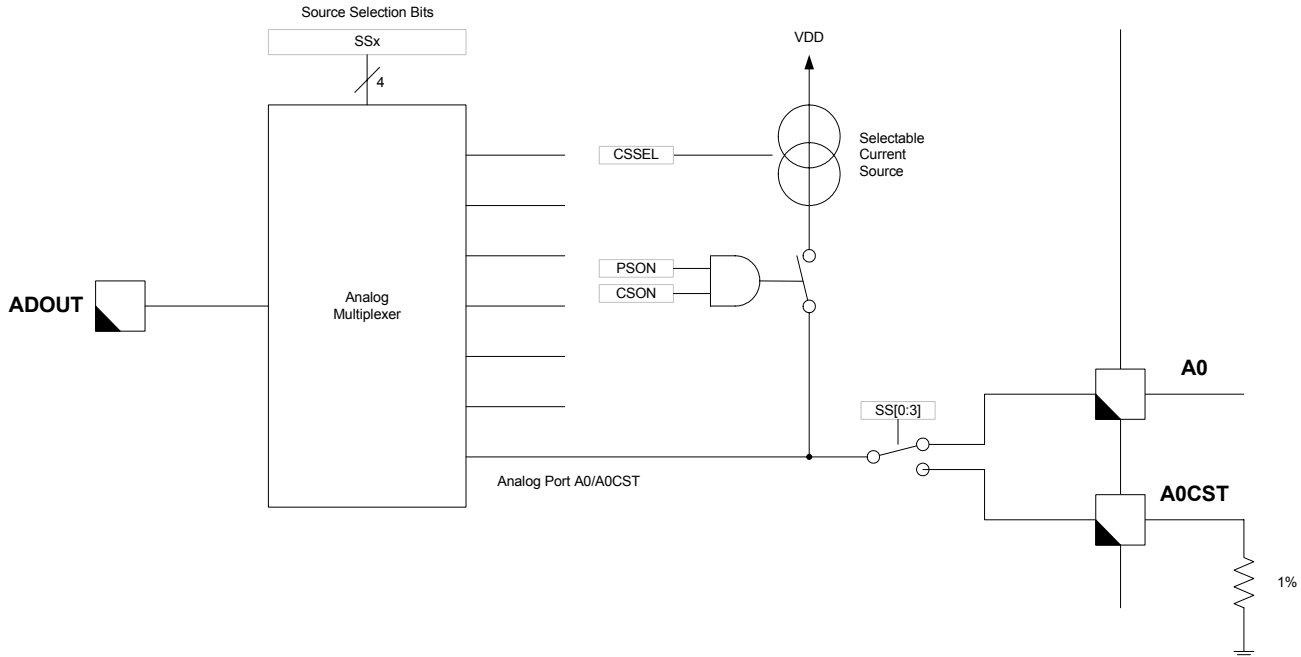 Source Selection Bits
SSx
4
VDD
Selectable
Current
Source
CSSEL
PSON
CSON
ADOUT
Analog
Multiplexer
A0
SS[0:3]
Analog Port A0/A0CST
A0CST
1%